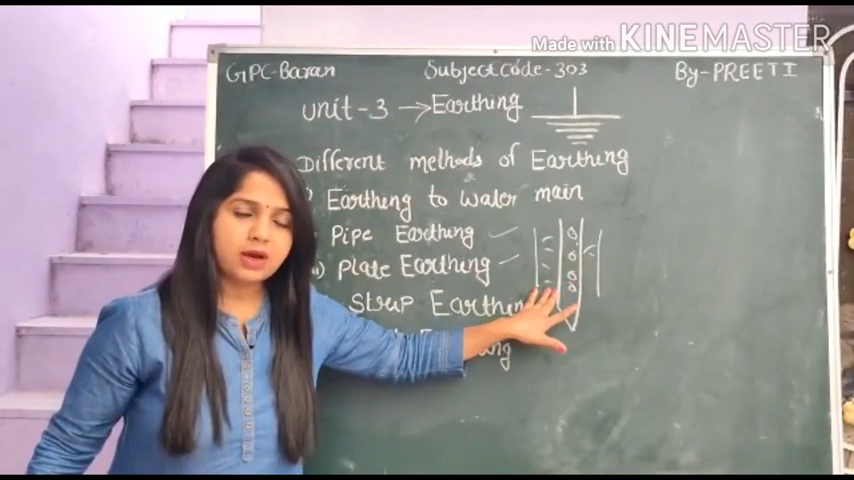 Made with KINEMASTER
GPC-Baran Subject Code-303 By-PREETI
Unit-3 → Earthing
Different methods of Earthing
Earthing to water main
Pipe Earthing
Plate Earthing
Strip Earthing